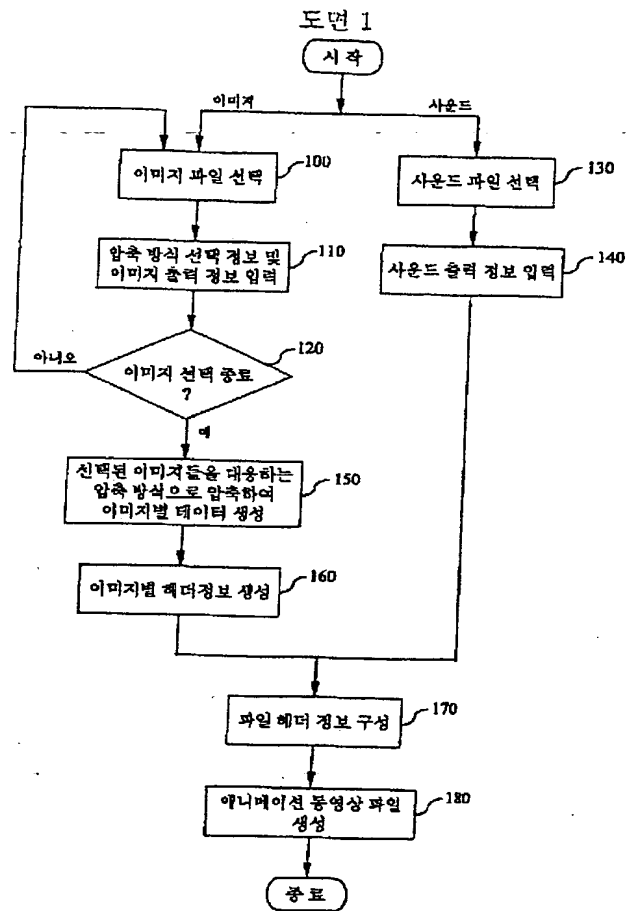 도면 1
시작
이미지
사운드
이미지 파일 선택
100
사운드 파일 선택
130
압축 방식 선택 정보 및
이미지 출력 정보 입력
110
사운드 출력 정보 입력
140
아니오
이미지 선택 종료
?
120
예
선택된 이미지들을 대응하는
압축 방식으로 압축하여
이미지별 데이터 생성
150
이미지별 헤더정보 생성
160
파일 헤더 정보 구성
170
애니메이션 동영상 파일
생성
180
종료